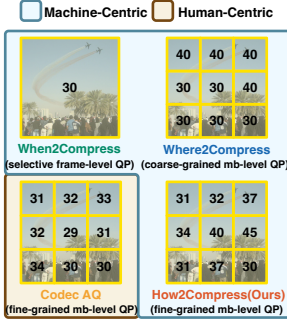 Machine-Centric Human-Centric
30
40 40 40
30 30 40
30 30 30
When2Compress
(selective frame-level QP)
Where2Compress
(coarse-grained mb-level QP)
31 32 33
32 29 31
34 30 30
31 32 37
34 40 45
31 37 30
Codec AQ
(fine-grained mb-level QP)
How2Compress(Ours)
(fine-grained mb-level QP)